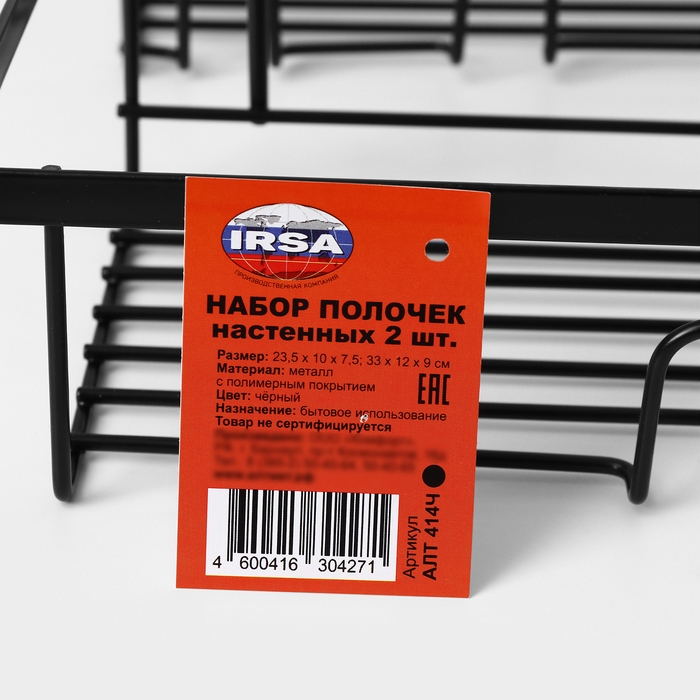 IRSA
ПРОИЗВОДСТВЕННАЯ КОМПАНИЯ
НАБОР ПОЛОЧЕК
настенных 2 шт.
Размер: 23,5 х 10 х 7,5; 33 х 12 х 9 см
Материал: металл
с полимерным покрытием
Цвет: чёрный
Назначение: бытовое использование
Товар не сертифицируется
EAC
4 600416 304271
Артикул
АЛТ 414Ч